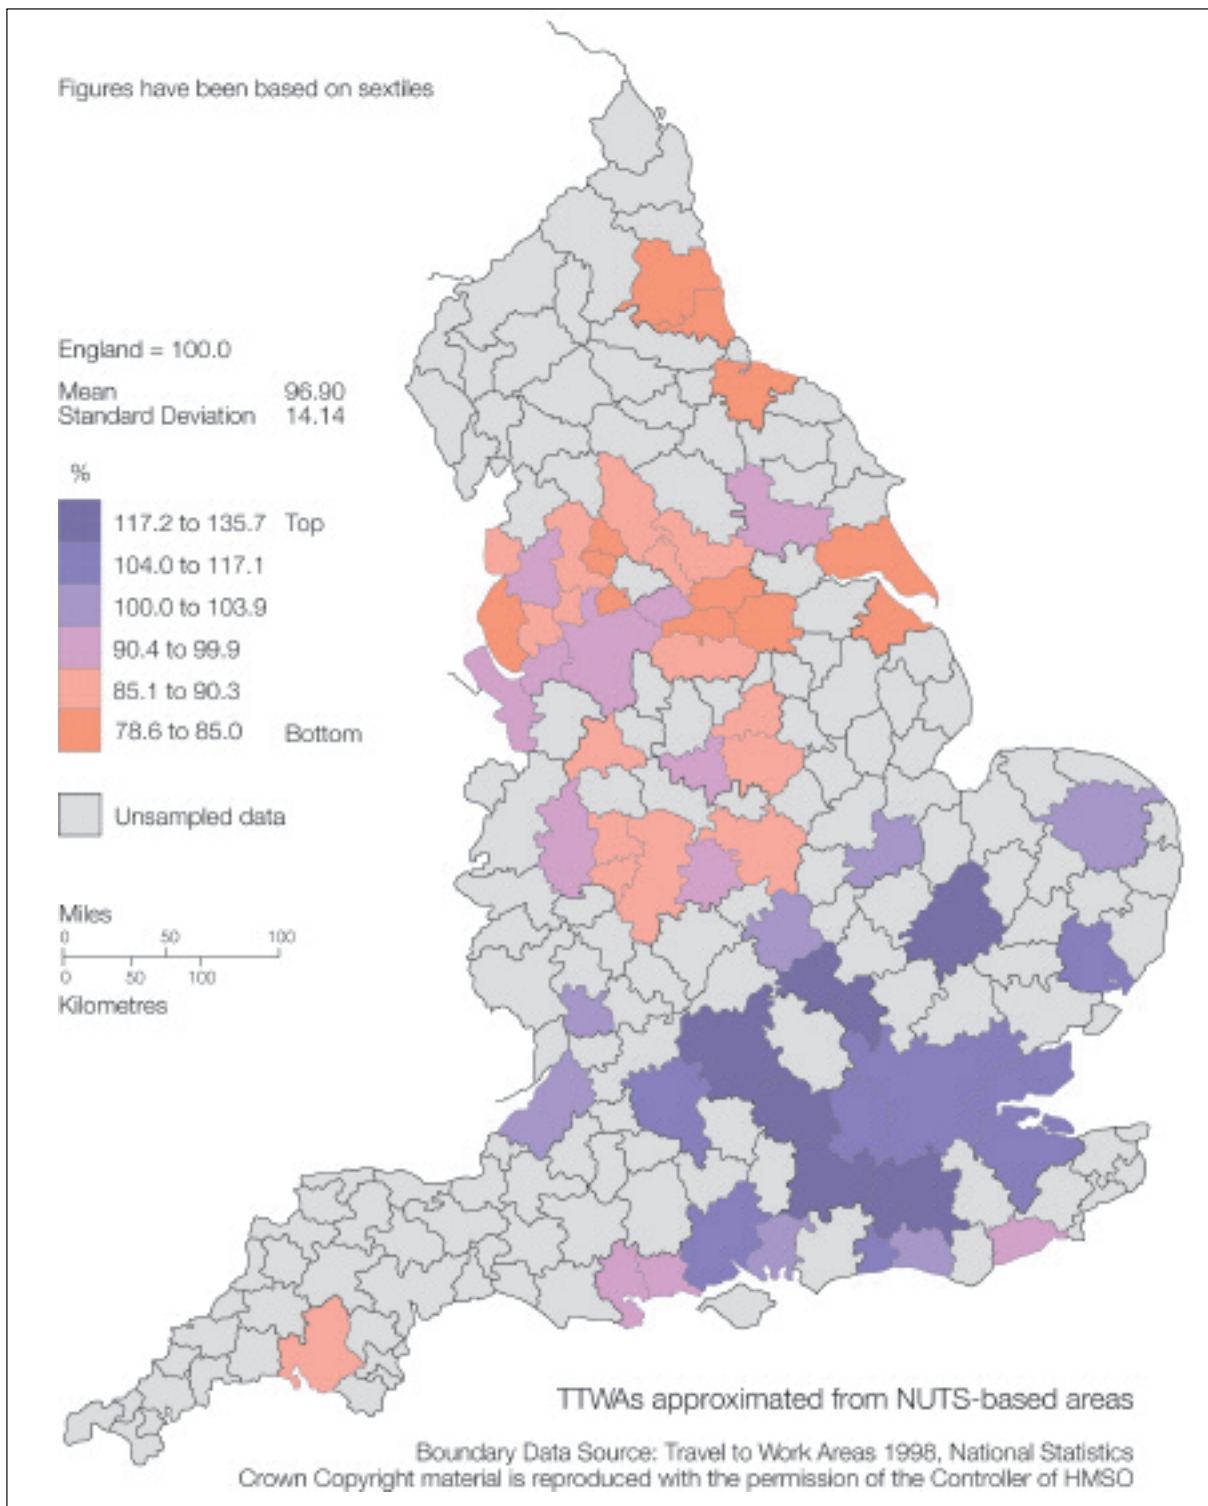 Figures have been based on sextiles
England = 100.0
Mean 96.90
Standard Deviation 14.14
%
117.2 to 135.7 Top
104.0 to 117.1
100.0 to 103.9
90.4 to 99.9
85.1 to 90.3
78.6 to 85.0 Bottom
Unsampled data
Miles
0 50 100
0 50 100
Kilometres
TTWAs approximated from NUTS-based areas
Boundary Data Source: Travel to Work Areas 1998, National Statistics
Crown Copyright material is reproduced with the permission of the Controller of HMSO